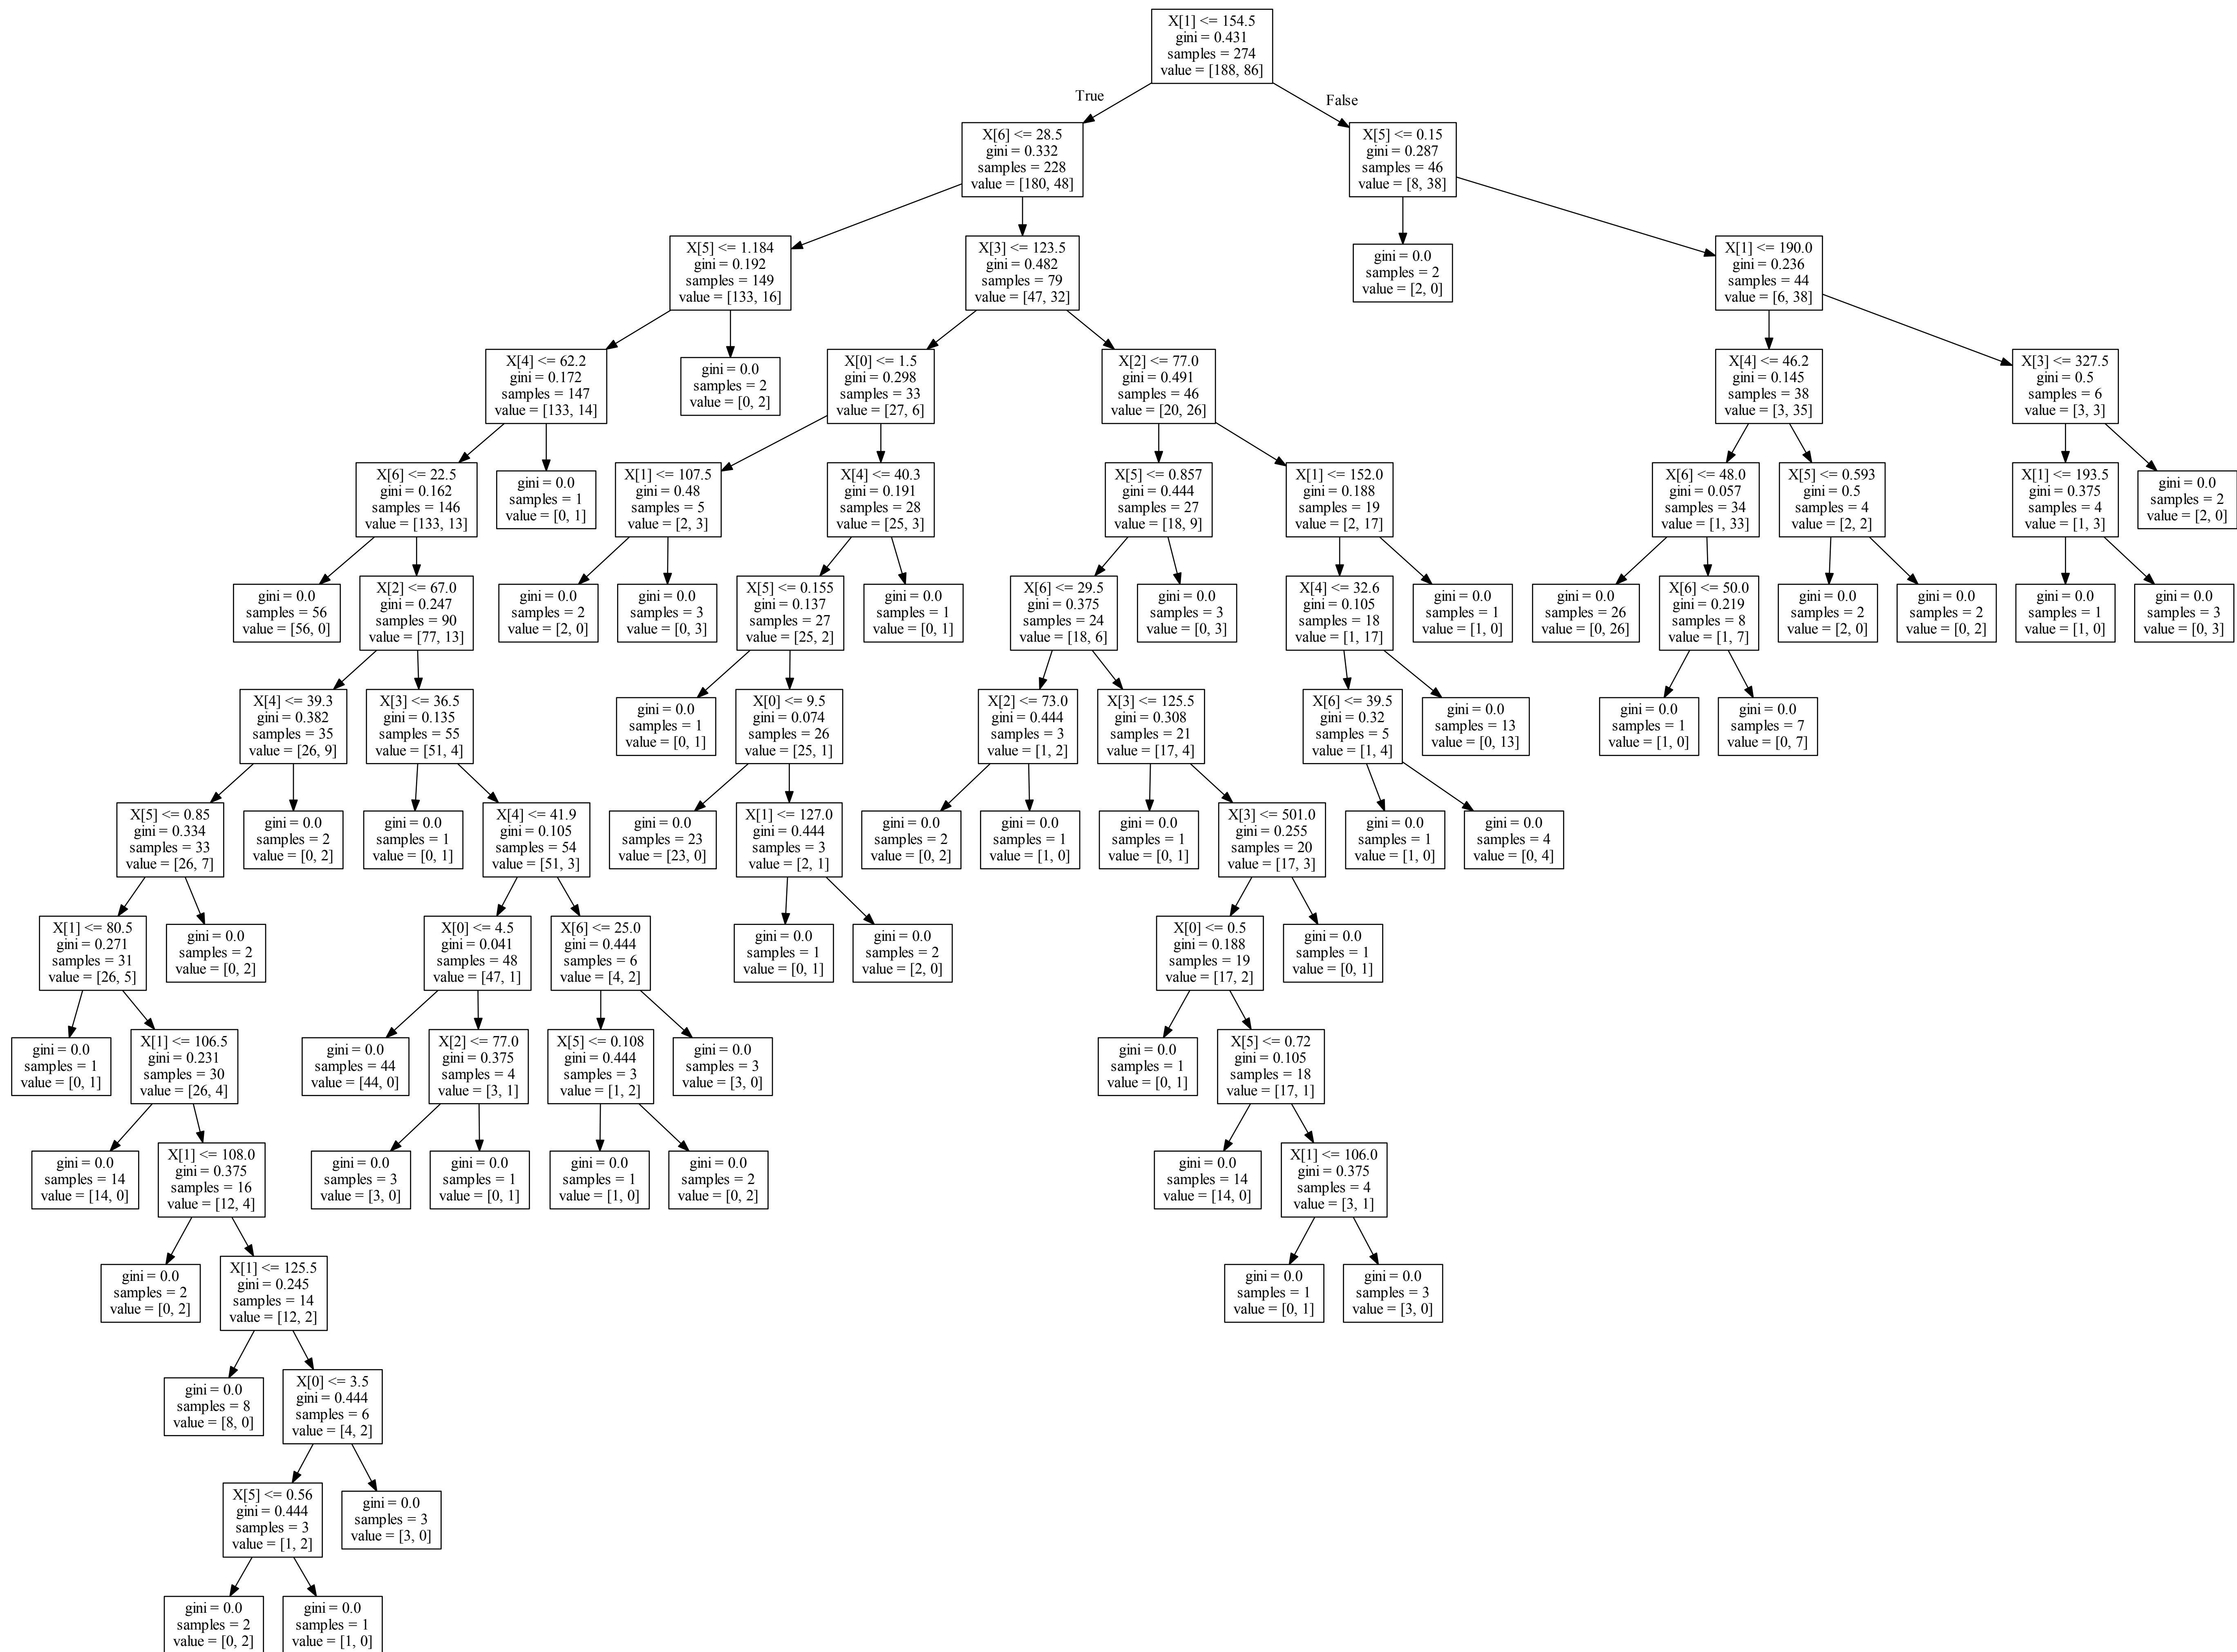 X[1] <= 154.5
gini = 0.431
samples = 274
value = [188, 86]
True
False
X[6] <= 28.5
gini = 0.332
samples = 228
value = [180, 48]
X[5] <= 0.15
gini = 0.287
samples = 46
value = [8, 38]
X[5] <= 1.184
gini = 0.192
samples = 149
value = [133, 16]
X[3] <= 123.5
gini = 0.482
samples = 79
value = [47, 32]
gini = 0.0
samples = 2
value = [2, 0]
X[1] <= 190.0
gini = 0.236
samples = 44
value = [6, 38]
X[4] <= 62.2
gini = 0.172
samples = 147
value = [133, 14]
gini = 0.0
samples = 2
value = [0, 2]
X[0] <= 1.5
gini = 0.298
samples = 33
value = [27, 6]
X[2] <= 77.0
gini = 0.491
samples = 46
value = [20, 26]
X[4] <= 46.2
gini = 0.145
samples = 38
value = [3, 35]
X[3] <= 327.5
gini = 0.5
samples = 6
value = [3, 3]
X[6] <= 22.5
gini = 0.162
samples = 146
value = [133, 13]
gini = 0.0
samples = 1
value = [0, 1]
X[1] <= 107.5
gini = 0.48
samples = 5
value = [2, 3]
X[4] <= 40.3
gini = 0.191
samples = 28
value = [25, 3]
X[5] <= 0.857
gini = 0.444
samples = 27
value = [18, 9]
X[1] <= 152.0
gini = 0.188
samples = 19
value = [2, 17]
X[6] <= 48.0
gini = 0.057
samples = 34
value = [1, 33]
X[5] <= 0.593
gini = 0.5
samples = 4
value = [2, 2]
X[1] <= 193.5
gini = 0.375
samples = 4
value = [1, 3]
gini = 0.0
samples = 2
value = [2, 0]
gini = 0.0
samples = 56
value = [56, 0]
X[2] <= 67.0
gini = 0.247
samples = 90
value = [77, 13]
gini = 0.0
samples = 2
value = [2, 0]
gini = 0.0
samples = 3
value = [0, 3]
X[5] <= 0.155
gini = 0.137
samples = 27
value = [25, 2]
gini = 0.0
samples = 1
value = [0, 1]
X[6] <= 29.5
gini = 0.375
samples = 24
value = [18, 6]
gini = 0.0
samples = 3
value = [0, 3]
X[4] <= 32.6
gini = 0.105
samples = 18
value = [1, 17]
gini = 0.0
samples = 1
value = [1, 0]
gini = 0.0
samples = 26
value = [0, 26]
X[6] <= 50.0
gini = 0.219
samples = 8
value = [1, 7]
gini = 0.0
samples = 2
value = [2, 0]
gini = 0.0
samples = 2
value = [0, 2]
gini = 0.0
samples = 1
value = [1, 0]
gini = 0.0
samples = 3
value = [0, 3]
X[4] <= 39.3
gini = 0.382
samples = 35
value = [26, 9]
X[3] <= 36.5
gini = 0.135
samples = 55
value = [51, 4]
gini = 0.0
samples = 1
value = [0, 1]
X[0] <= 9.5
gini = 0.074
samples = 26
value = [25, 1]
X[2] <= 73.0
gini = 0.444
samples = 3
value = [1, 2]
X[3] <= 125.5
gini = 0.308
samples = 21
value = [17, 4]
X[6] <= 39.5
gini = 0.32
samples = 5
value = [1, 4]
gini = 0.0
samples = 13
value = [0, 13]
gini = 0.0
samples = 1
value = [1, 0]
gini = 0.0
samples = 7
value = [0, 7]
X[5] <= 0.85
gini = 0.334
samples = 33
value = [26, 7]
gini = 0.0
samples = 2
value = [0, 2]
gini = 0.0
samples = 1
value = [0, 1]
X[4] <= 41.9
gini = 0.105
samples = 54
value = [51, 3]
gini = 0.0
samples = 23
value = [23, 0]
X[1] <= 127.0
gini = 0.444
samples = 3
value = [2, 1]
gini = 0.0
samples = 2
value = [0, 2]
gini = 0.0
samples = 1
value = [1, 0]
gini = 0.0
samples = 1
value = [0, 1]
X[3] <= 501.0
gini = 0.255
samples = 20
value = [17, 3]
gini = 0.0
samples = 1
value = [1, 0]
gini = 0.0
samples = 4
value = [0, 4]
X[1] <= 80.5
gini = 0.271
samples = 31
value = [26, 5]
gini = 0.0
samples = 2
value = [0, 2]
X[0] <= 4.5
gini = 0.041
samples = 48
value = [47, 1]
X[6] <= 25.0
gini = 0.444
samples = 6
value = [4, 2]
gini = 0.0
samples = 1
value = [0, 1]
gini = 0.0
samples = 2
value = [2, 0]
X[0] <= 0.5
gini = 0.188
samples = 19
value = [17, 2]
gini = 0.0
samples = 1
value = [0, 1]
gini = 0.0
samples = 1
value = [0, 1]
X[1] <= 106.5
gini = 0.231
samples = 30
value = [26, 4]
gini = 0.0
samples = 44
value = [44, 0]
X[2] <= 77.0
gini = 0.375
samples = 4
value = [3, 1]
X[5] <= 0.108
gini = 0.444
samples = 3
value = [1, 2]
gini = 0.0
samples = 3
value = [3, 0]
gini = 0.0
samples = 1
value = [0, 1]
X[5] <= 0.72
gini = 0.105
samples = 18
value = [17, 1]
gini = 0.0
samples = 14
value = [14, 0]
X[1] <= 108.0
gini = 0.375
samples = 16
value = [12, 4]
gini = 0.0
samples = 3
value = [3, 0]
gini = 0.0
samples = 1
value = [0, 1]
gini = 0.0
samples = 1
value = [1, 0]
gini = 0.0
samples = 2
value = [0, 2]
gini = 0.0
samples = 14
value = [14, 0]
X[1] <= 106.0
gini = 0.375
samples = 4
value = [3, 1]
gini = 0.0
samples = 2
value = [0, 2]
X[1] <= 125.5
gini = 0.245
samples = 14
value = [12, 2]
gini = 0.0
samples = 1
value = [0, 1]
gini = 0.0
samples = 3
value = [3, 0]
gini = 0.0
samples = 8
value = [8, 0]
X[0] <= 3.5
gini = 0.444
samples = 6
value = [4, 2]
X[5] <= 0.56
gini = 0.444
samples = 3
value = [1, 2]
gini = 0.0
samples = 3
value = [3, 0]
gini = 0.0
samples = 2
value = [0, 2]
gini = 0.0
samples = 1
value = [1, 0]